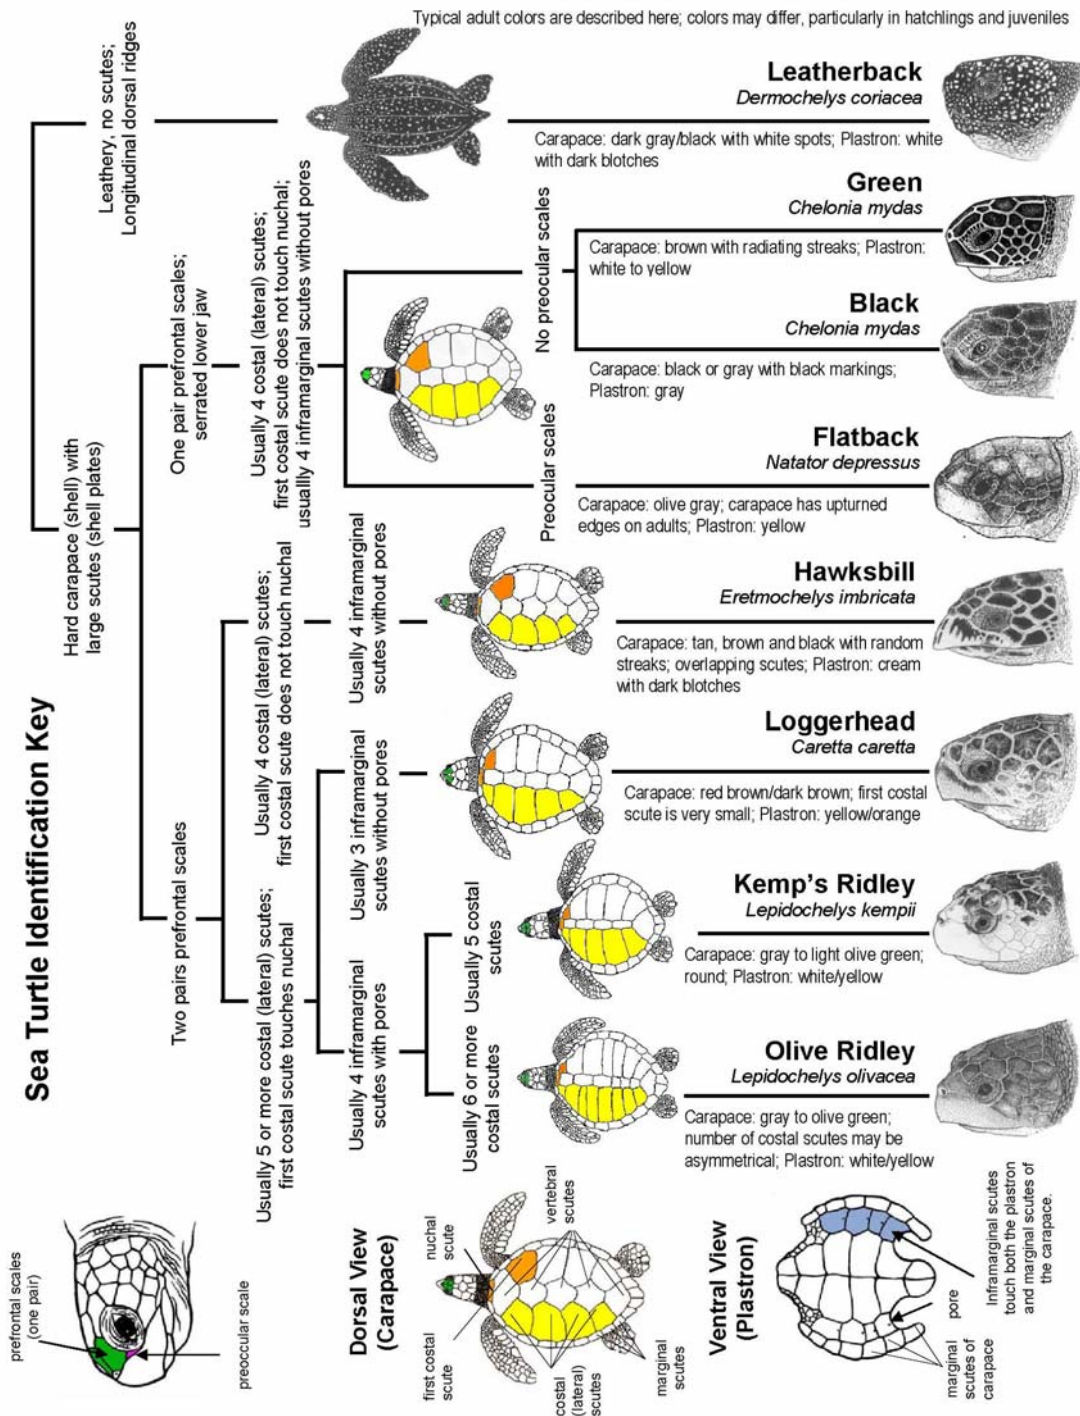 Typical adult colors are described here; colors may differ, particularly in hatchlings and juveniles
Sea Turtle Identification Key
Leathery, no scutes;
Longitudinal dorsal ridges
Leatherback
Dermochelys coriacea
Carapace: dark gray/black with white spots; Plastron: white
with dark blotches
Hard carapace (shell) with
large scutes (shell plates)
One pair prefrontal scales;
serrated lower jaw
Usually 4 costal (lateral) scutes;
first costal scute does not touch nuchal;
usuallly 4 inframarginal scutes without pores
No preocular scales
Green
Chelonia mydas
Carapace: brown with radiating streaks; Plastron:
white to yellow
Black
Chelonia mydas
Carapace: black or gray with black markings;
Plastron: gray
Preocular scales
Flatback
Natator depressus
Carapace: olive gray; carapace has upturned
edges on adults; Plastron: yellow
Two pairs prefrontal scales
Usually 4 costal (lateral) scutes;
first costal scute does not touch nuchal
Usually 4 inframarginal
scutes without pores
Hawksbill
Eretmochelys imbricata
Carapace: tan, brown and black with random
streaks; overlapping scutes; Plastron: cream
with dark blotches
Usually 5 or more costal (lateral) scutes;
first costal scute touches nuchal
Usually 3 inframarginal
scutes without pores
Loggerhead
Caretta caretta
Carapace: red brown/dark brown; first costal
scute is very small; Plastron: yellow/orange
Usually 4 inframarginal
scutes with pores
Usually 5 costal
scutes
Kemp's Ridley
Lepidochelys kempii
Carapace: gray to light olive green;
round; Plastron: white/yellow
Usually 6 or more
costal scutes
Olive Ridley
Lepidochelys olivacea
Carapace: gray to olive green;
number of costal scutes may be
asymmetrical; Plastron: white/yellow
prefrontal scales
(one pair)
preoccular scale
Dorsal View
(Carapace)
nuchal
scute
first costal
scute
vertebral
scutes
costal
(lateral)
scutes
marginal
scutes
Ventral View
(Plastron)
Inframarginal scutes
touch both the plastron
and marginal scutes of
the carapace.
pore
marginal
scutes of
carapace